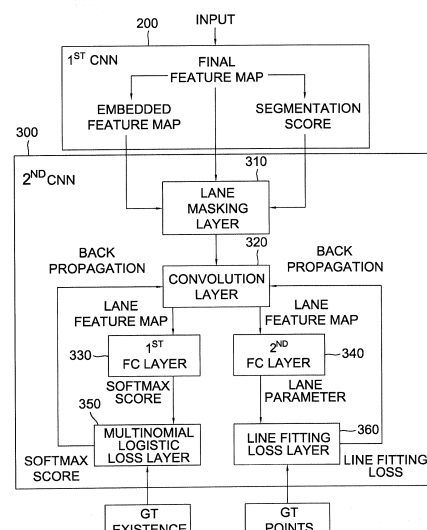 INPUT
200
1ST CNN
FINAL
FEATURE MAP
EMBEDDED
FEATURE MAP
SEGMENTATION
SCORE
300
2ND CNN
310
LANE
MASKING
LAYER
320
BACK
PROPAGATION
BACK
PROPAGATION
CONVOLUTION
LAYER
LANE
FEATURE MAP
LANE
FEATURE MAP
330
1ST
FC LAYER
2ND
FC LAYER
340
SOFTMAX
SCORE
LANE
PARAMETER
350
MULTINOMIAL
LOGISTIC
LOSS LAYER
360
LINE FITTING
LOSS LAYER
SOFTMAX
SCORE
LINE FITTING
LOSS
GT
EXISTENCE
GT
POINTS